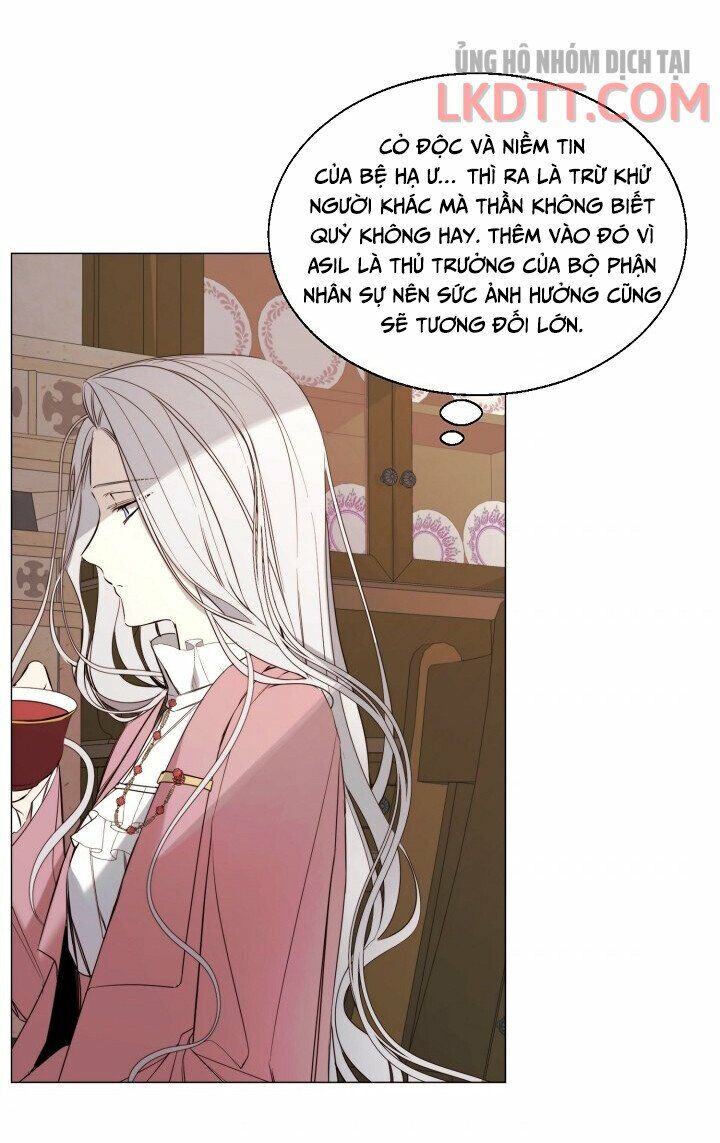 ỦNG HỘ NHÓM DỊCH TẠI
LKDTT.COM
CỎ ĐỘC VÀ NIỀM TIN
CỦA BỆ HẠ Ư... THÌ RA LÀ TRỪ KHỬ
NGƯỜI KHÁC MÀ THẦN KHÔNG BIẾT
QUỶ KHÔNG HAY. THÊM VÀO ĐÓ VÌ
ASIL LÀ THỦ TRƯỞNG CỦA BỘ PHẬN
NHÂN SỰ NÊN SỨC ẢNH HƯỞNG CŨNG
SẼ TƯƠNG ĐỐI LỚN.